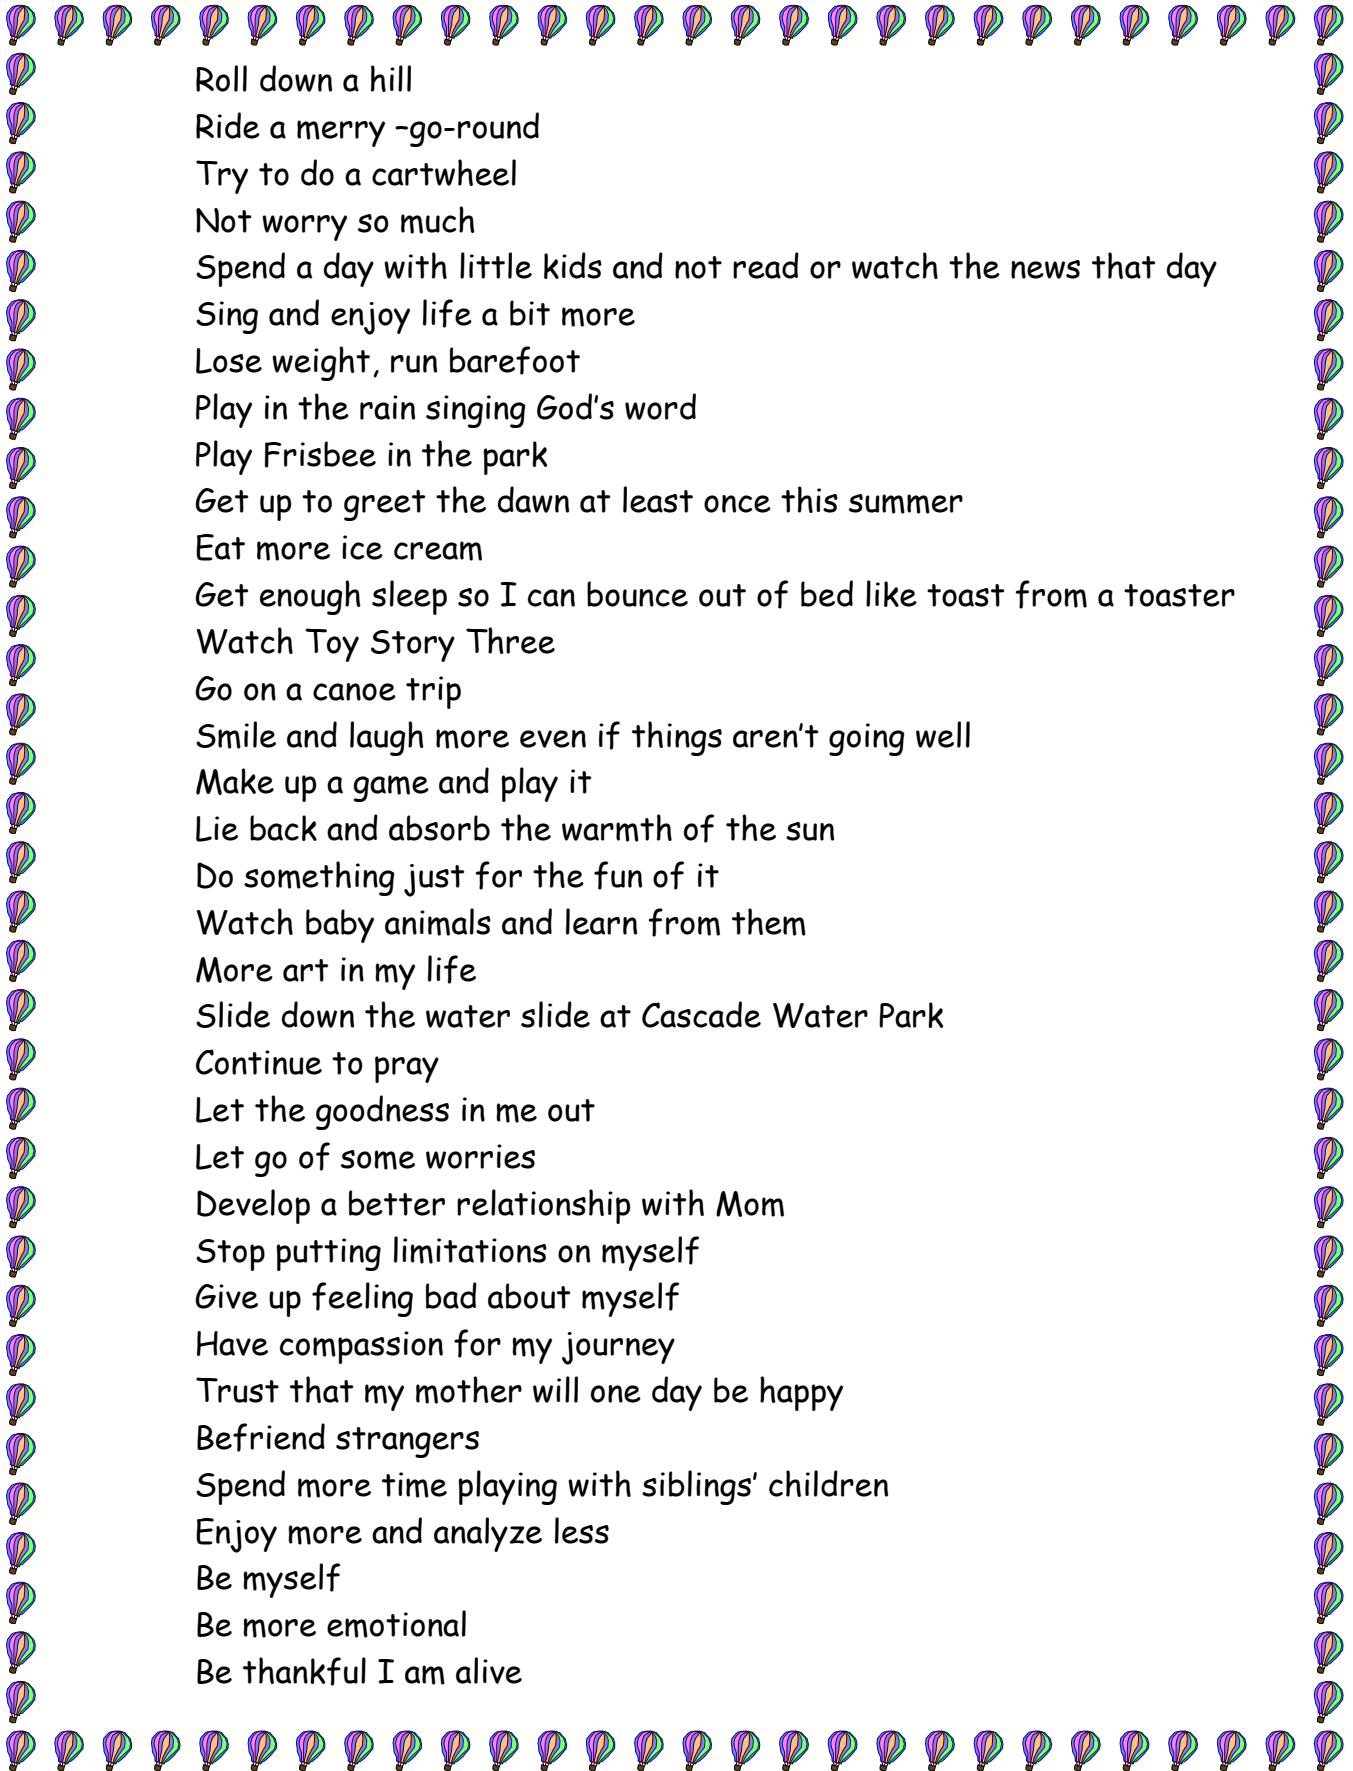 Roll down a hill
Ride a merry –go-round
Try to do a cartwheel
Not worry so much
Spend a day with little kids and not read or watch the news that day
Sing and enjoy life a bit more
Lose weight, run barefoot
Play in the rain singing God’s word
Play Frisbee in the park
Get up to greet the dawn at least once this summer
Eat more ice cream
Get enough sleep so I can bounce out of bed like toast from a toaster
Watch Toy Story Three
Go on a canoe trip
Smile and laugh more even if things aren’t going well
Make up a game and play it
Lie back and absorb the warmth of the sun
Do something just for the fun of it
Watch baby animals and learn from them
More art in my life
Slide down the water slide at Cascade Water Park
Continue to pray
Let the goodness in me out
Let go of some worries
Develop a better relationship with Mom
Stop putting limitations on myself
Give up feeling bad about myself
Have compassion for my journey
Trust that my mother will one day be happy
Befriend strangers
Spend more time playing with siblings’ children
Enjoy more and analyze less
Be myself
Be more emotional
Be thankful I am alive